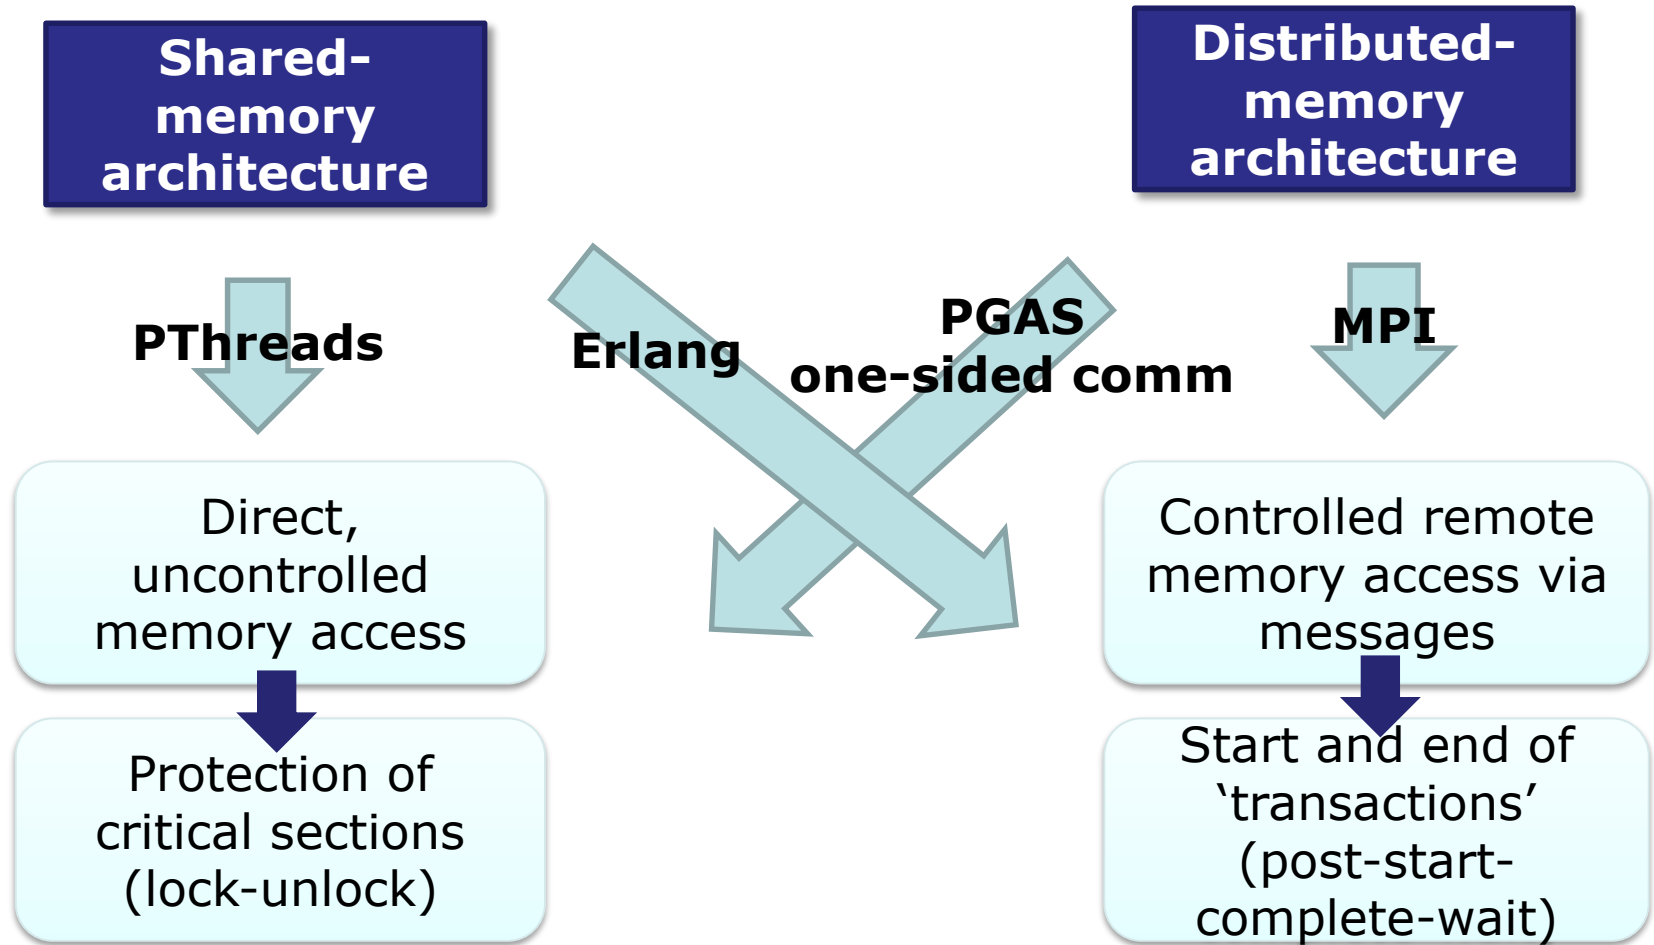 Shared-
memory
architecture
Distributed-
memory
architecture
PThreads
Erlang
PGAS
one-sided comm
MPI
Direct,
uncontrolled
memory access
Controlled remote
memory access via
messages
Protection of
critical sections
(lock-unlock)
Start and end of
‘transactions’
(post-start-
complete-wait)